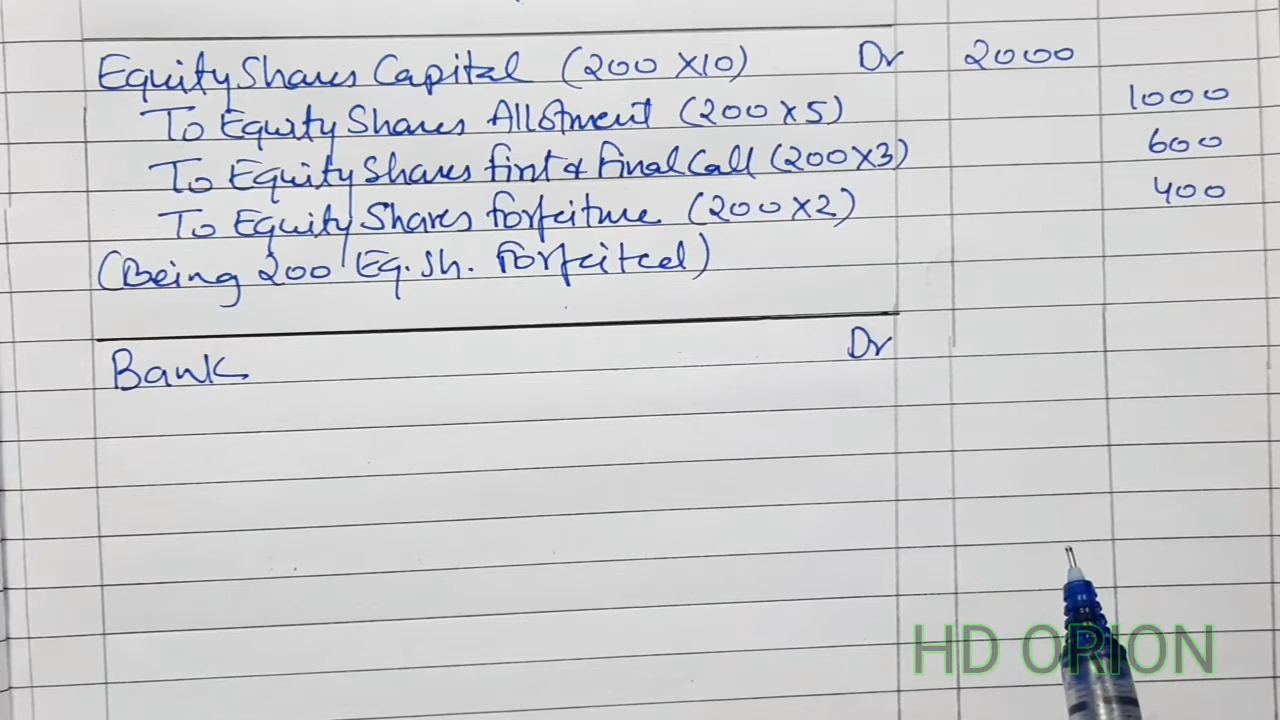 Equity Shares Capital (200 X10) Dr 2000
To Equity Shares Allotment (200 x 5) 1000
To Equity Shares first & Final Call (200X3) 600
To Equity Shares forfeiture (200 X2) 400
(Being 200 Eq. Sh. Forfeited)
Bank Dr
HD ORION